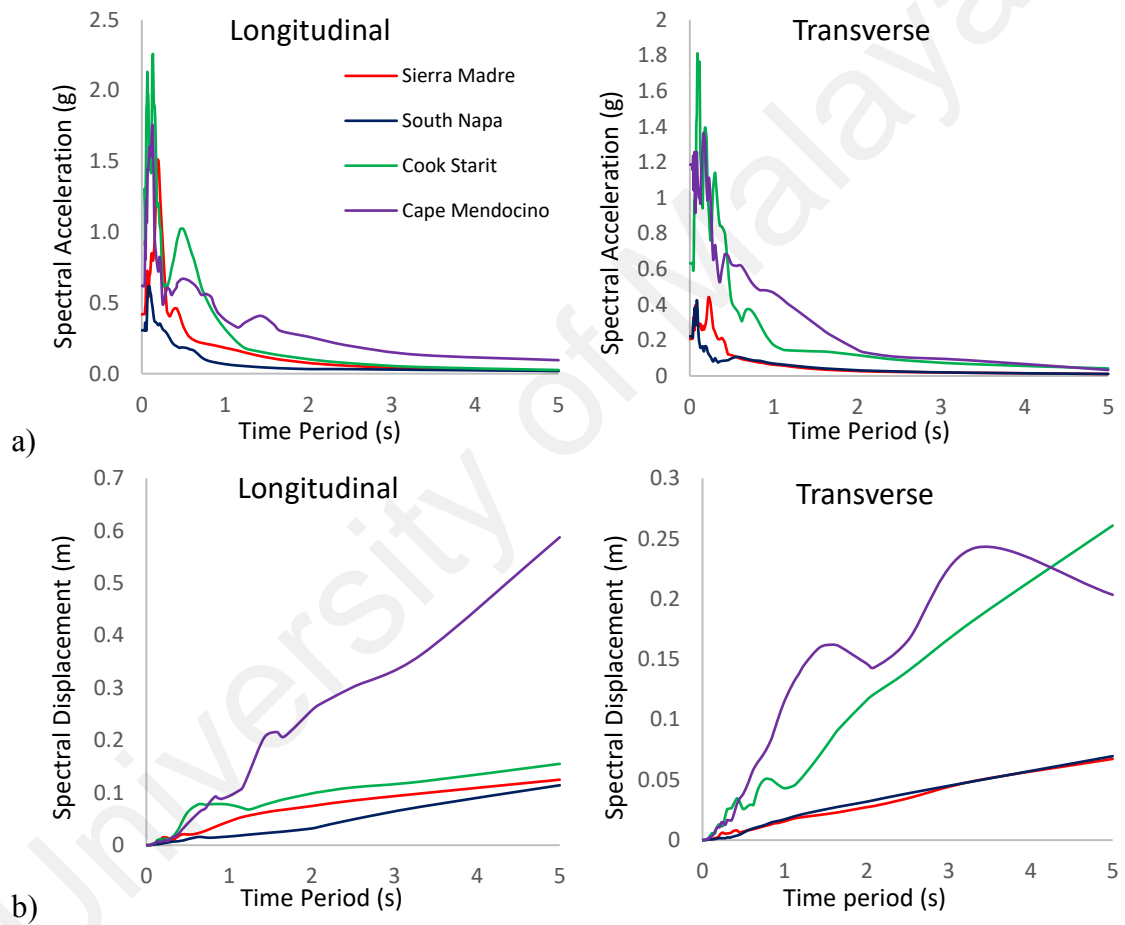 Longitudinal
Spectral Acceleration (g)
2.5
2.0
1.5
1.0
0.5
0.0
0 1 2 3 4 5
Time Period (s)
Sierra Madre
South Napa
Cook Starit
Cape Mendocino
Transverse
Spectral Acceleration (g)
2
1.8
1.6
1.4
1.2
1
0.8
0.6
0.4
0.2
0
0 1 2 3 4 5
Time Period (s)
a)
Longitudinal
Spectral Displacement (m)
0.7
0.6
0.5
0.4
0.3
0.2
0.1
0
0 1 2 3 4 5
Time Period (s)
Transverse
Spectral Displacement (m)
0.3
0.25
0.2
0.15
0.1
0.05
0
0 1 2 3 4 5
Time period (s)
b)
University of Malaya